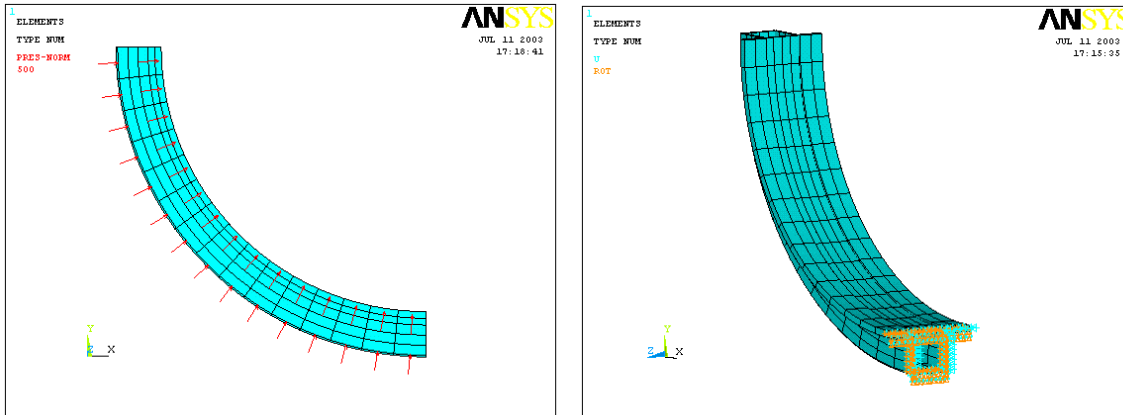 1
ELEMENTS
TYPE NUM
PRES-NORM
500
ANSYS
JUL 11 2003
17:18:41
Y
Z X
1
ELEMENTS
TYPE NUM
U
ROT
ANSYS
JUL 11 2003
17:15:35
Y
Z X